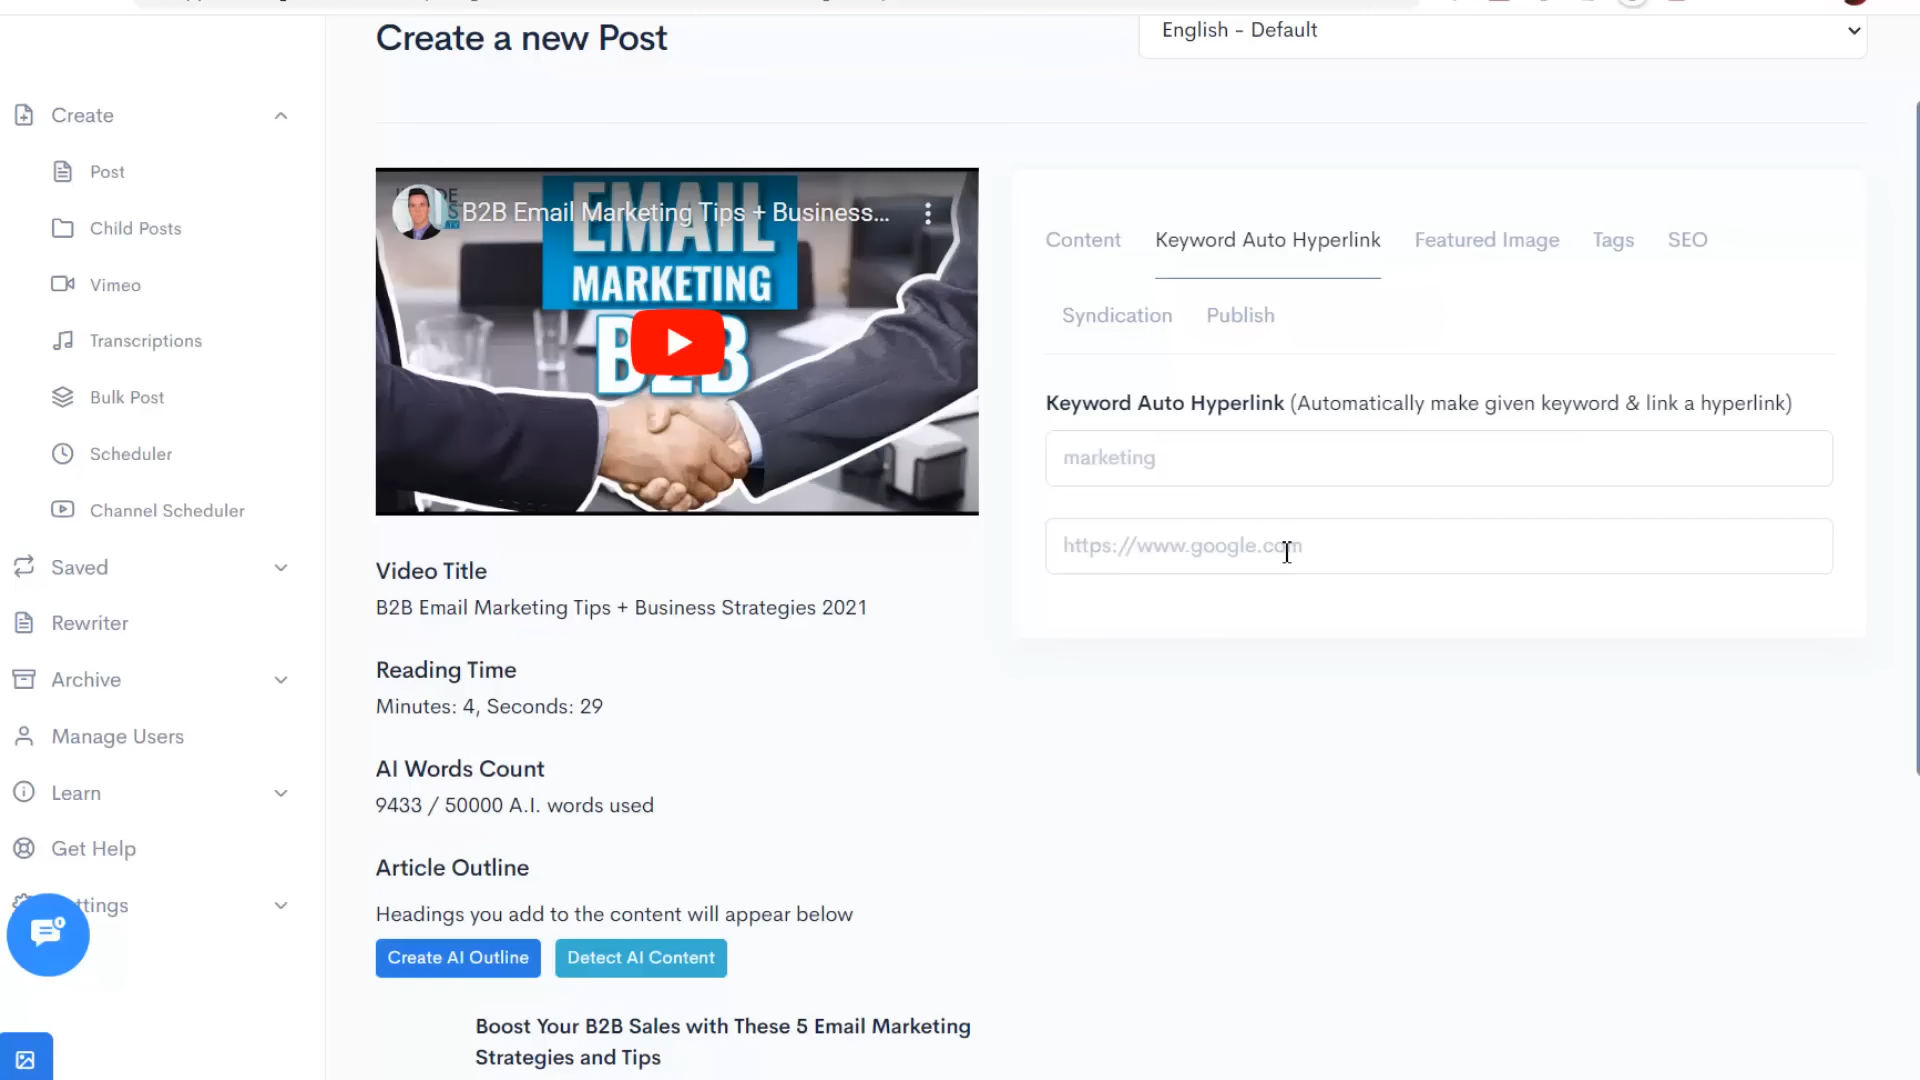 Create a new Post
English - Default
Create
Post
Child Posts
Vimeo
Transcriptions
Bulk Post
Scheduler
Channel Scheduler
Saved
Rewriter
Archive
Manage Users
Learn
Get Help
ttings
B2B Email Marketing Tips + Business...
EMAIL
MARKETING
B2B
Video Title
B2B Email Marketing Tips + Business Strategies 2021
Reading Time
Minutes: 4, Seconds: 29
AI Words Count
9433 / 50000 A.I. words used
Article Outline
Headings you add to the content will appear below
Create AI Outline
Detect AI Content
Boost Your B2B Sales with These 5 Email Marketing
Strategies and Tips
Content Keyword Auto Hyperlink Featured Image Tags SEO
Syndication Publish
Keyword Auto Hyperlink (Automatically make given keyword & link a hyperlink)
marketing
https://www.google.com